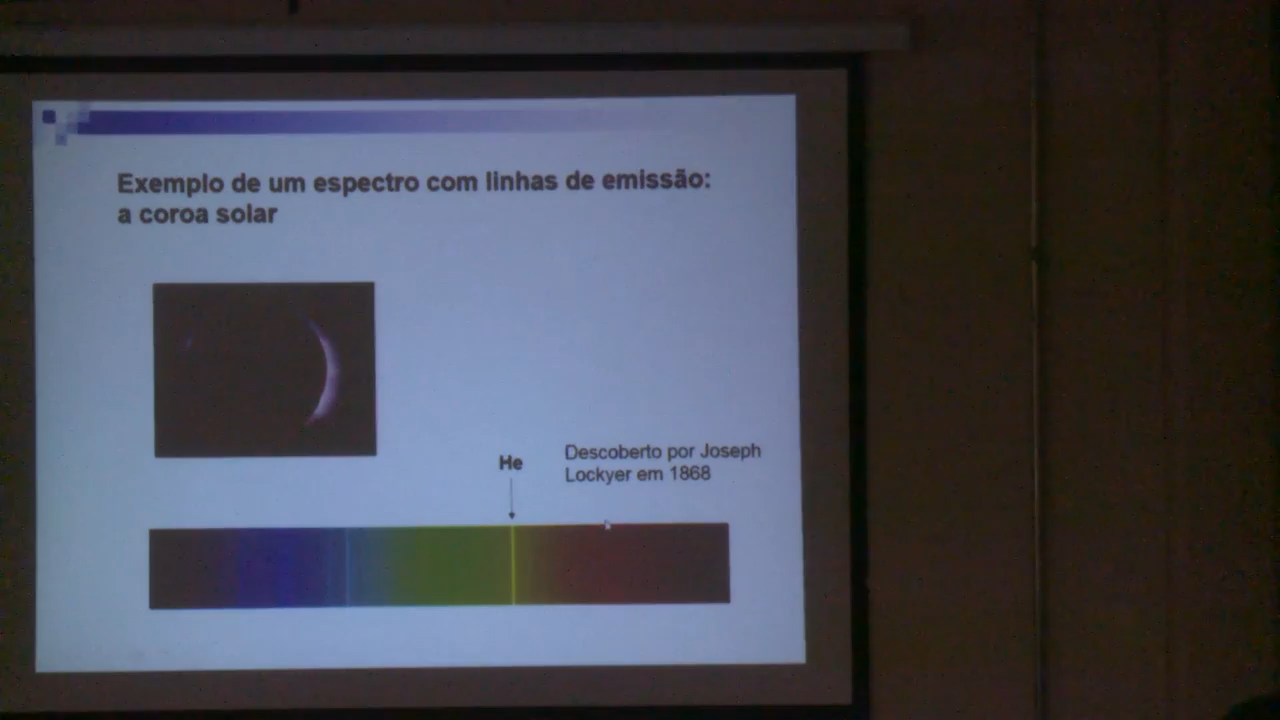 Exemplo de um espectro com linhas de emissão:
a coroa solar
He
Descoberto por Joseph
Lockyer em 1868